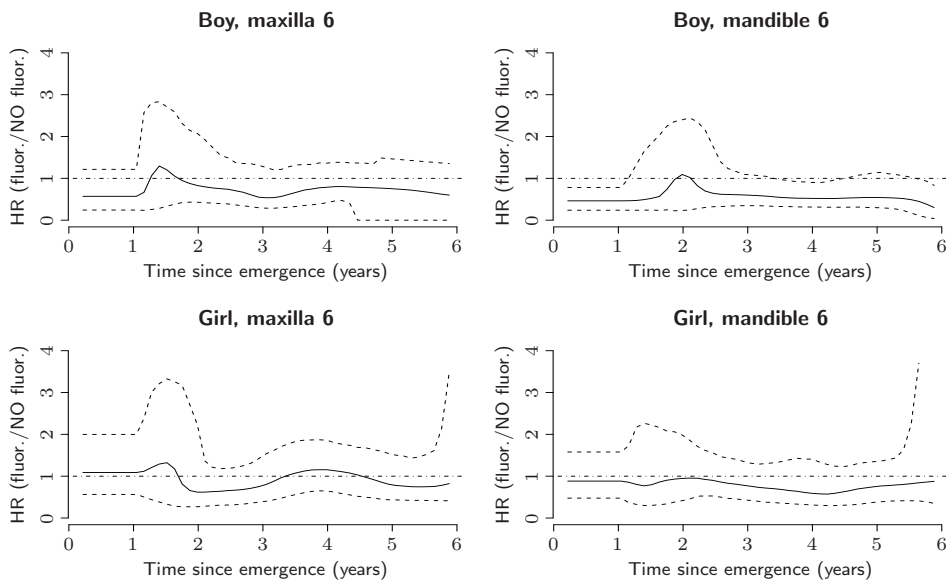 Boy, maxilla 6
HR (fluor./NO fluor.)
0 1 2 3 4
0 1 2 3 4 5 6
Time since emergence (years)
Boy, mandible 6
HR (fluor./NO fluor.)
0 1 2 3 4
0 1 2 3 4 5 6
Time since emergence (years)
Girl, maxilla 6
HR (fluor./NO fluor.)
0 1 2 3 4
0 1 2 3 4 5 6
Time since emergence (years)
Girl, mandible 6
HR (fluor./NO fluor.)
0 1 2 3 4
0 1 2 3 4 5 6
Time since emergence (years)